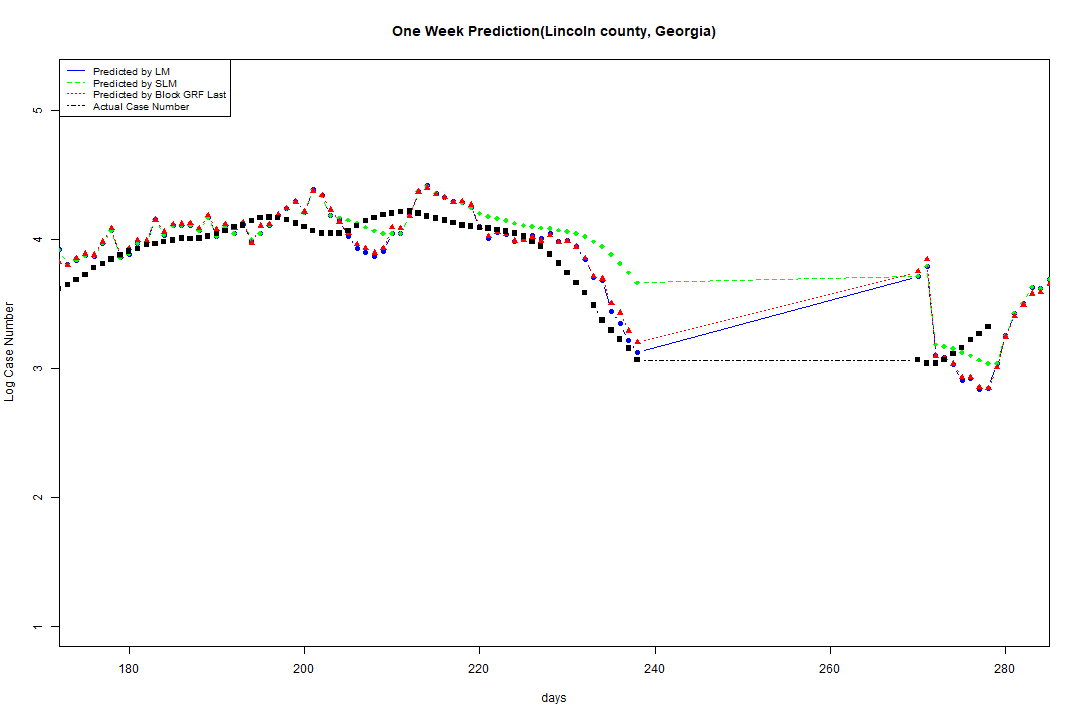 One Week Prediction(Lincoln county, Georgia)
Predicted by LM
Predicted by SLM
Predicted by Block GRF Last
Actual Case Number
5
4
3
2
1
Log Case Number
180 200 220 240 260 280
days